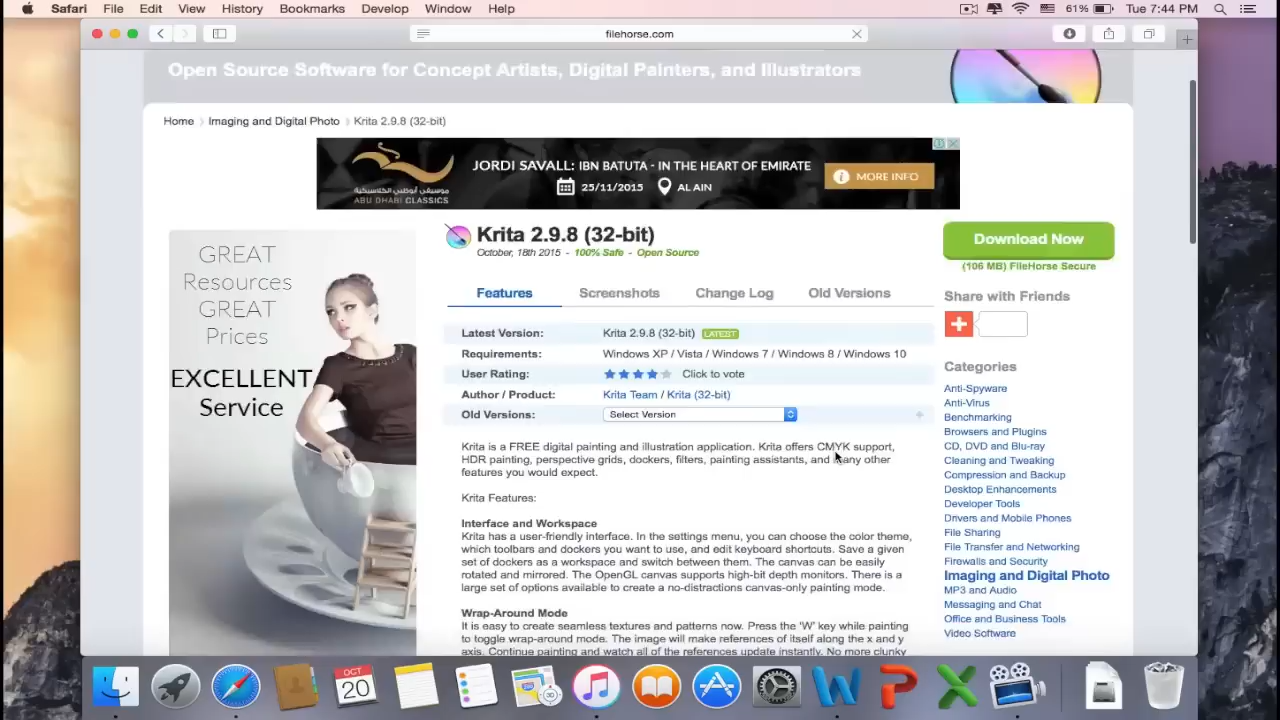 Safari File Edit View History Bookmarks Develop Window Help 61% Tue 7:44 PM
filehorse.com
Open Source Software for Concept Artists, Digital Painters, and Illustrators
Home Imaging and Digital Photo Krita 2.9.8 (32-bit)
JORDI SAVALL: IBN BATUTA - IN THE HEART OF EMIRATE
25/11/2015 AL AIN
MORE INFO
موسيقى أبوظبي الكلاسيكية
ABU DHABI CLASSICS
GREAT
Resources
GREAT
Prices
EXCELLENT
Service
Krita 2.9.8 (32-bit)
October, 18th 2015 - 100% Safe - Open Source
Features Screenshots Change Log Old Versions
Latest Version: Krita 2.9.8 (32-bit) LATEST
Requirements: Windows XP / Vista / Windows 7 / Windows 8 / Windows 10
User Rating: Click to vote
Author / Product: Krita Team / Krita (32-bit)
Old Versions: Select Version
Krita is a FREE digital painting and illustration application. Krita offers CMYK support,
HDR painting, perspective grids, dockers, filters, painting assistants, and many other
features you would expect.
Krita Features:
Interface and Workspace
Krita has a user-friendly interface. In the settings menu, you can choose the color theme,
which toolbars and dockers you want to use, and edit keyboard shortcuts. Save a given
set of dockers as a workspace and switch between them. The canvas can be easily
rotated and mirrored. The OpenGL canvas supports high-bit depth monitors. There is a
large set of options available to create a no-distractions canvas-only painting mode.
Wrap-Around Mode
It is easy to create seamless textures and patterns now. Press the 'W' key while painting
to toggle wrap-around mode. The image will make references of itself along the x and y
axis. Continue painting and watch all of the references update instantly. No more clunky
Download Now
(106 MB) FileHorse Secure
Share with Friends
Categories
Anti-Spyware
Anti-Virus
Benchmarking
Browsers and Plugins
CD, DVD and Blu-ray
Cleaning and Tweaking
Compression and Backup
Desktop Enhancements
Developer Tools
Drivers and Mobile Phones
File Sharing
File Transfer and Networking
Firewalls and Security
Imaging and Digital Photo
MP3 and Audio
Messaging and Chat
Office and Business Tools
Video Software
OCT
20